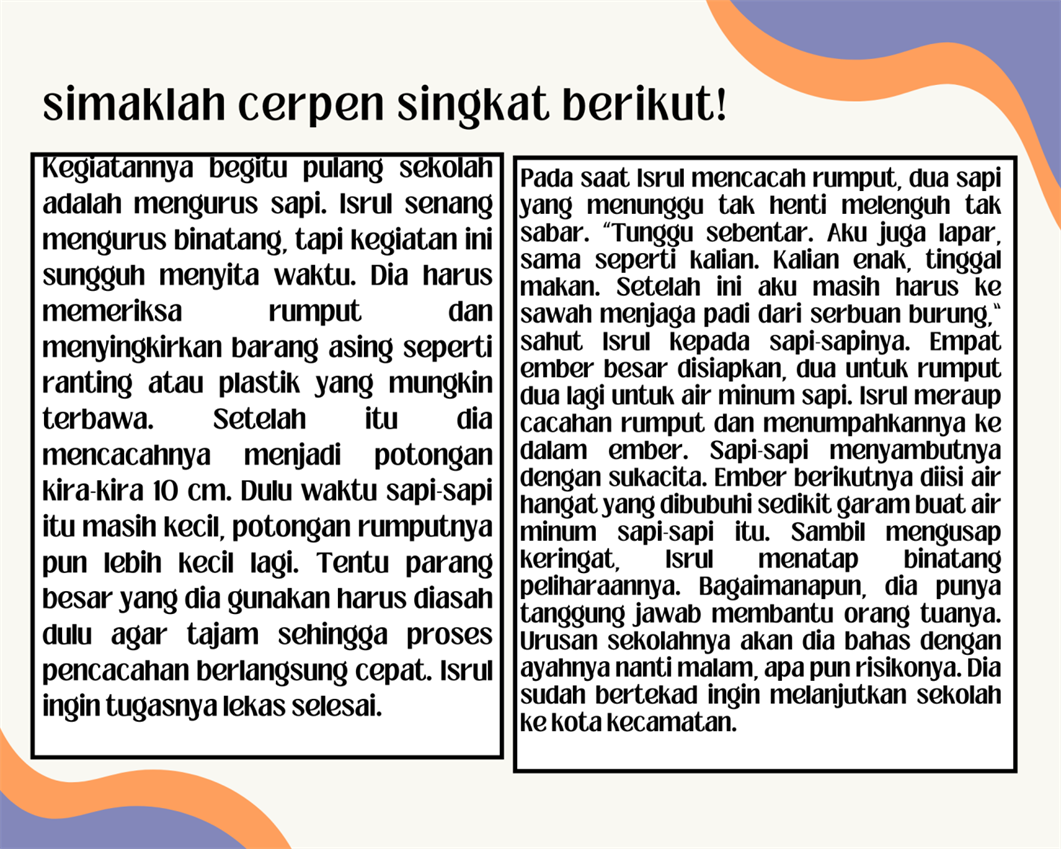 simaklah cerpen singkat berikut!
Kegiatannya begitu pulang sekolah
adalah mengurus sapi. Isrul senang
mengurus binatang, tapi kegiatan ini
sungguh menyita waktu. Dia harus
memeriksa rumput dan
menyingkirkan barang asing seperti
ranting atau plastik yang mungkin
terbawa. Setelah itu dia
mencacahnya menjadi potongan
kira-kira 10 cm. Dulu waktu sapi-sapi
itu masih kecil, potongan rumputnya
pun lebih kecil lagi. Tentu parang
besar yang dia gunakan harus diasah
dulu agar tajam sehingga proses
pencacahan berlangsung cepat. Isrul
ingin tugasnya lekas selesai.
Pada saat Isrul mencacah rumput, dua sapi
yang menunggu tak henti melenguh tak
sabar. “Tunggu sebentar. Aku juga lapar,
sama seperti kalian. Kalian enak, tinggal
makan. Setelah ini aku masih harus ke
sawah menjaga padi dari serbuan burung,“
sahut Isrul kepada sapi-sapinya. Empat
ember besar disiapkan, dua untuk rumput
dua lagi untuk air minum sapi. Isrul meraup
cacahan rumput dan menumpahkannya ke
dalam ember. Sapi-sapi menyambutnya
dengan sukacita. Ember berikutnya diisi air
hangat yang dibubuhi sedikit garam buat air
minum sapi-sapi itu. Sambil mengusap
keringat, Isrul menatap binatang
peliharaannya. Bagaimanapun, dia punya
tanggung jawab membantu orang tuanya.
Urusan sekolahnya akan dia bahas dengan
ayahnya nanti malam, apa pun risikonya. Dia
sudah bertekad ingin melanjutkan sekolah
ke kota kecamatan.